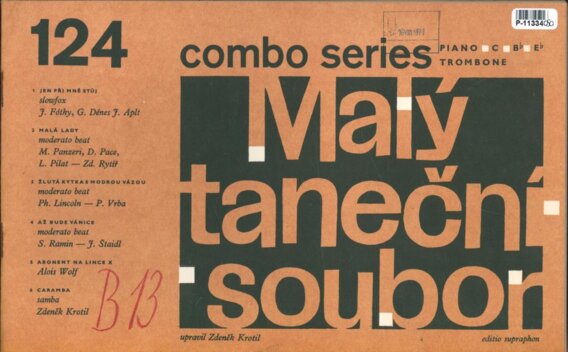 124
combo series
PIANO C B♭ E♭
TROMBONE
P-11334
Malý
taneční
soubor
1 JEN PŘI MNĚ STŮJ
slowfox
J. Fóthy, G. Dénes J. Aplt
2 MALÁ LADY
moderato beat
M. Panzeri, D. Pace,
L. Pilat — Zd. Rytíř
3 ŽLUTÁ KYTKA S MODROU VÁZOU
moderato beat
Ph. Lincoln — P. Vrba
4 AŽ BUDE VÁNICE
moderato beat
S. Ramin — J. Štaidl
5 ABONENT NA LINCE X
Alois Wolf
6 CARAMBA
samba
Zdeněk Krotil
B 13
upravil Zdeněk Krotil
editio supraphon